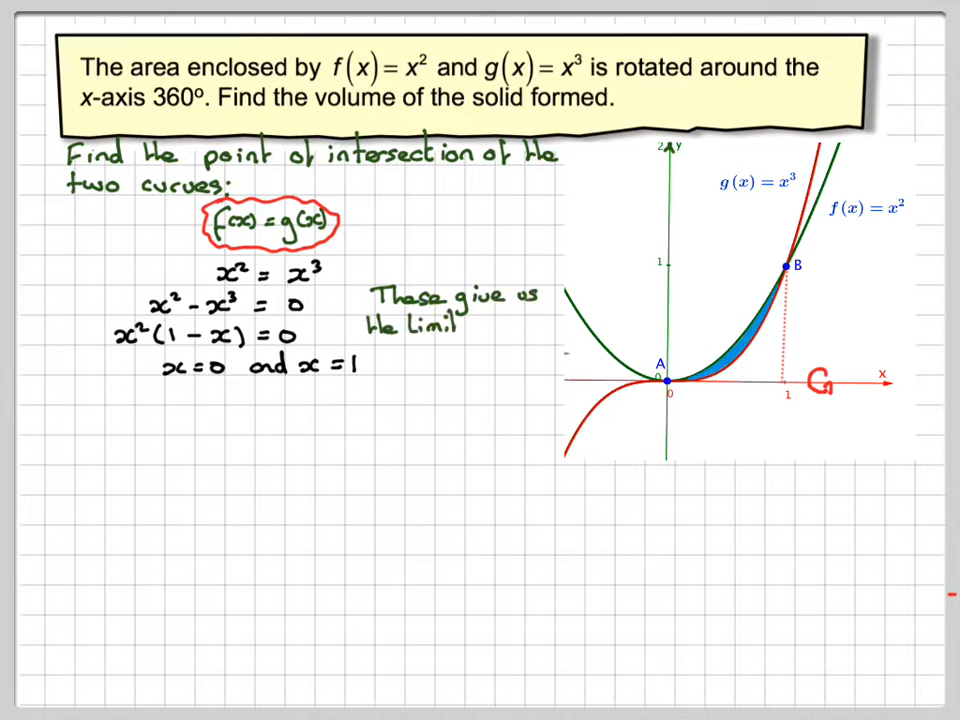 The area enclosed by f(x) = x² and g(x) = x³ is rotated around the
x-axis 360º. Find the volume of the solid formed.
Find the point of intersection of the
two curves:
f(x) = g(x)
x² = x³
x² - x³ = 0
x²(1 - x) = 0
x = 0 and x = 1
These give us
the limit
2 y
g(x) = x³
f(x) = x²
1
B
A
0
x
0
1